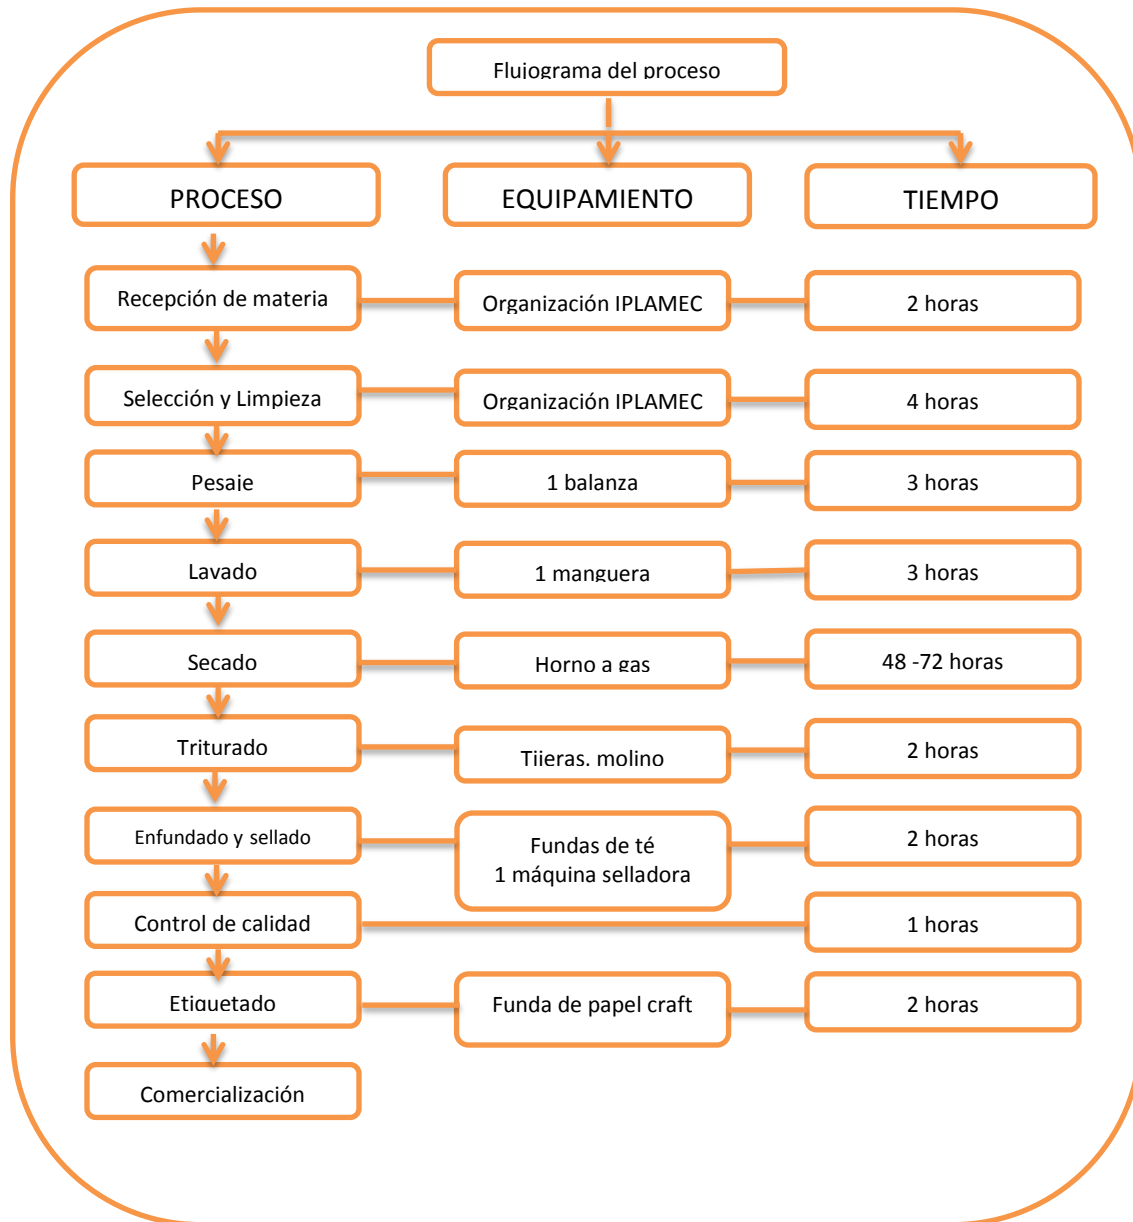 Flujograma del proceso
PROCESO
EQUIPAMIENTO
TIEMPO
Recepción de materia
Organización IPLAMEC
2 horas
Selección y Limpieza
Organización IPLAMEC
4 horas
Pesaje
1 balanza
3 horas
Lavado
1 manguera
3 horas
Secado
Horno a gas
48 -72 horas
Triturado
Tijeras, molino
2 horas
Enfundado y sellado
Fundas de té
1 máquina selladora
2 horas
Control de calidad
1 horas
Etiquetado
Funda de papel craft
2 horas
Comercialización